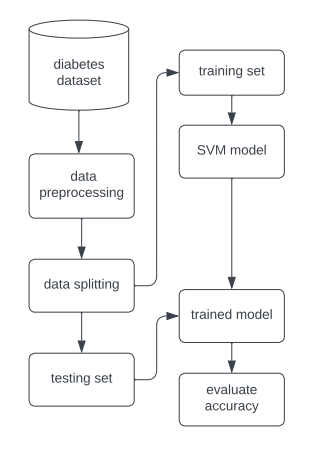 diabetes
dataset
data
preprocessing
data splitting
testing set
training set
SVM model
trained model
evaluate
accuracy